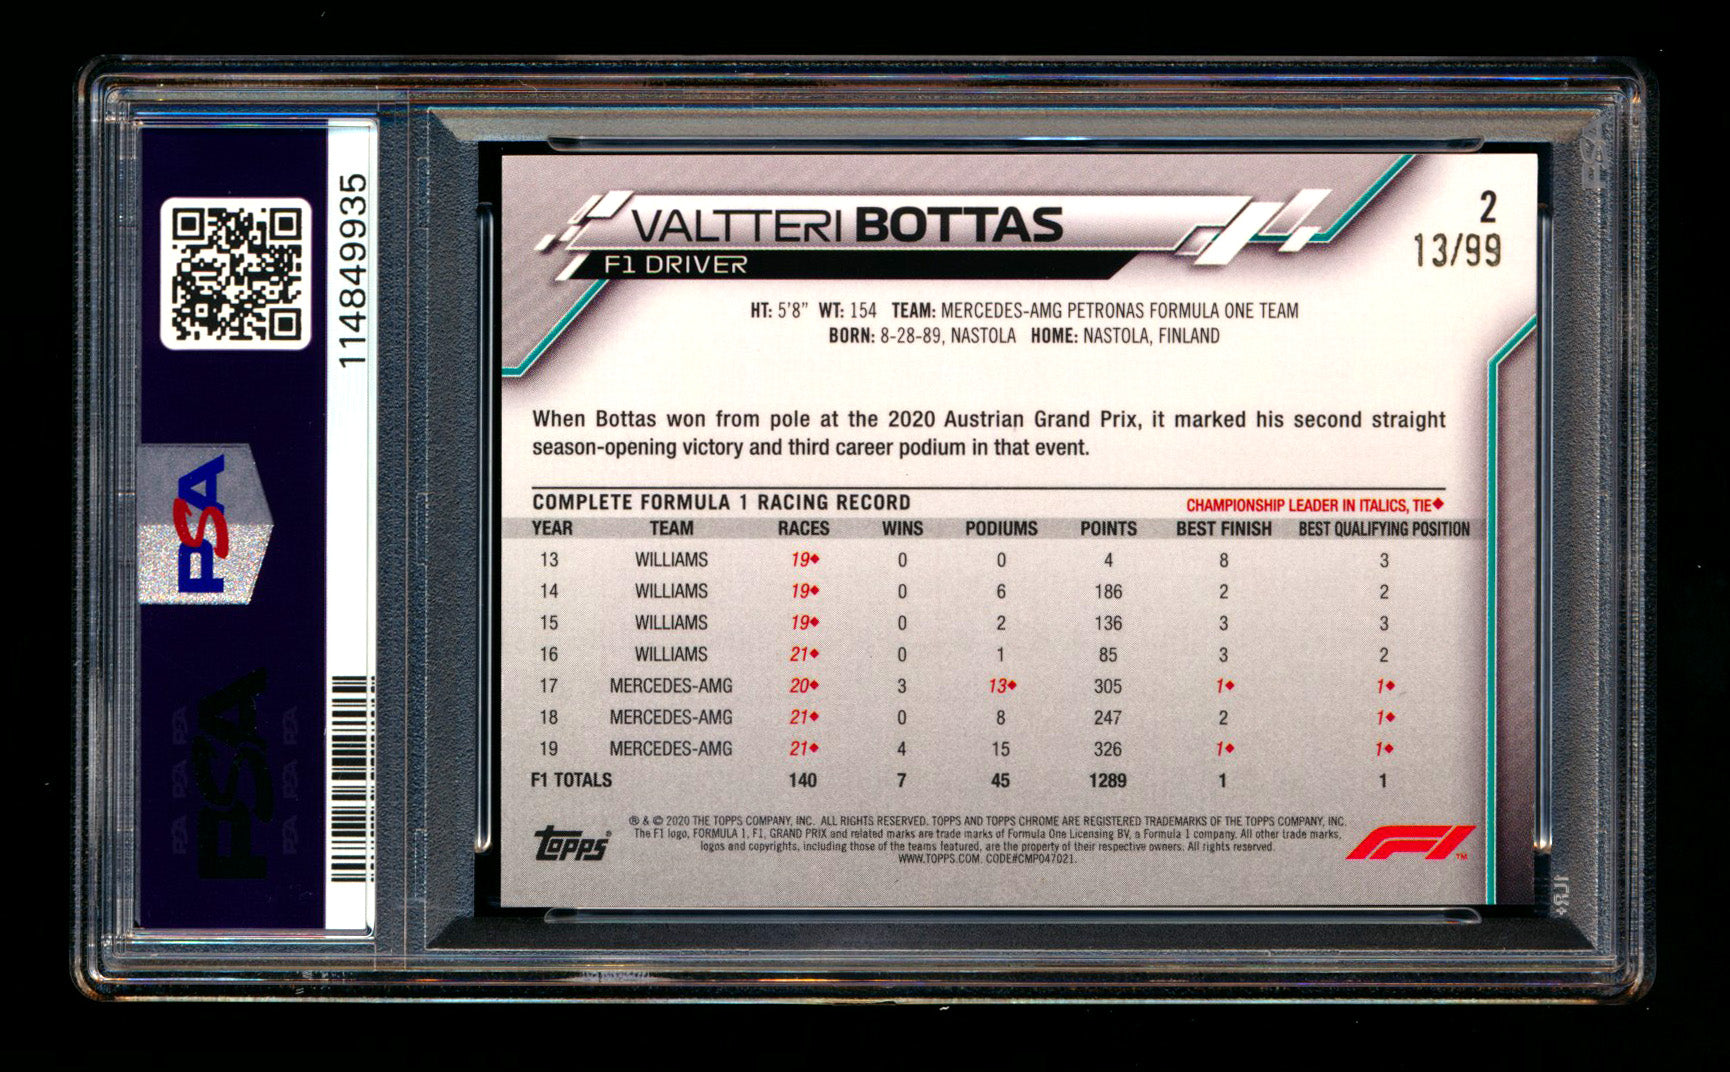 114849935
PSA
PSA
VALTTERI BOTTAS
F1 DRIVER
2
13/99
HT: 5'8" WT: 154 TEAM: MERCEDES-AMG PETRONAS FORMULA ONE TEAM
BORN: 8-28-89, NASTOLA HOME: NASTOLA, FINLAND
When Bottas won from pole at the 2020 Austrian Grand Prix, it marked his second straight
season-opening victory and third career podium in that event.
COMPLETE FORMULA 1 RACING RECORD CHAMPIONSHIP LEADER IN ITALICS, TIE◆
YEAR TEAM RACES WINS PODIUMS POINTS BEST FINISH BEST QUALIFYING POSITION
13 WILLIAMS 19◆ 0 0 4 8 3
14 WILLIAMS 19◆ 0 6 186 2 2
15 WILLIAMS 19◆ 0 2 136 3 3
16 WILLIAMS 21◆ 0 1 85 3 2
17 MERCEDES-AMG 20◆ 3 13◆ 305 1◆ 1◆
18 MERCEDES-AMG 21◆ 0 8 247 2 1◆
19 MERCEDES-AMG 21◆ 4 15 326 1◆ 1◆
F1 TOTALS 140 7 45 1289 1 1
® & © 2020 THE TOPPS COMPANY, INC. ALL RIGHTS RESERVED. TOPPS AND TOPPS CHROME ARE REGISTERED TRADEMARKS OF THE TOPPS COMPANY, INC.
The F1 logo, FORMULA 1, F1, GRAND PRIX and related marks are trade marks of Formula One Licensing BV, a Formula 1 company. All other trade marks,
logos and copyrights, including those of the teams featured, are the property of their respective owners. All rights reserved.
WWW.TOPPS.COM. CODE#CMP047021.
topps®
F1™